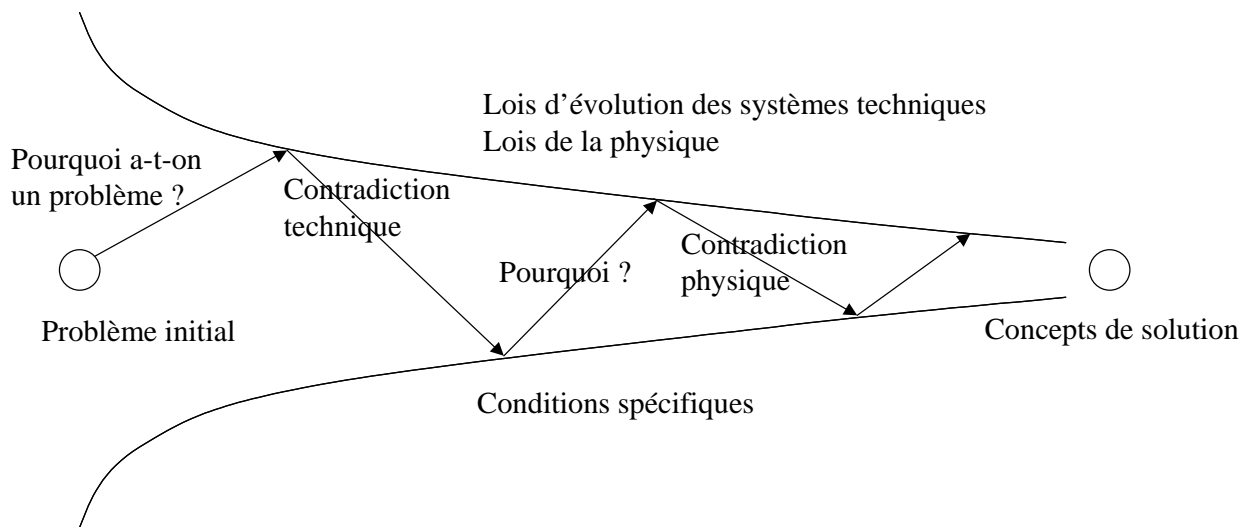 Lois d’évolution des systèmes techniques
Lois de la physique
Pourquoi a-t-on
un problème ?
Contradiction
technique
Pourquoi ?
Contradiction
physique
Problème initial
Concepts de solution
Conditions spécifiques